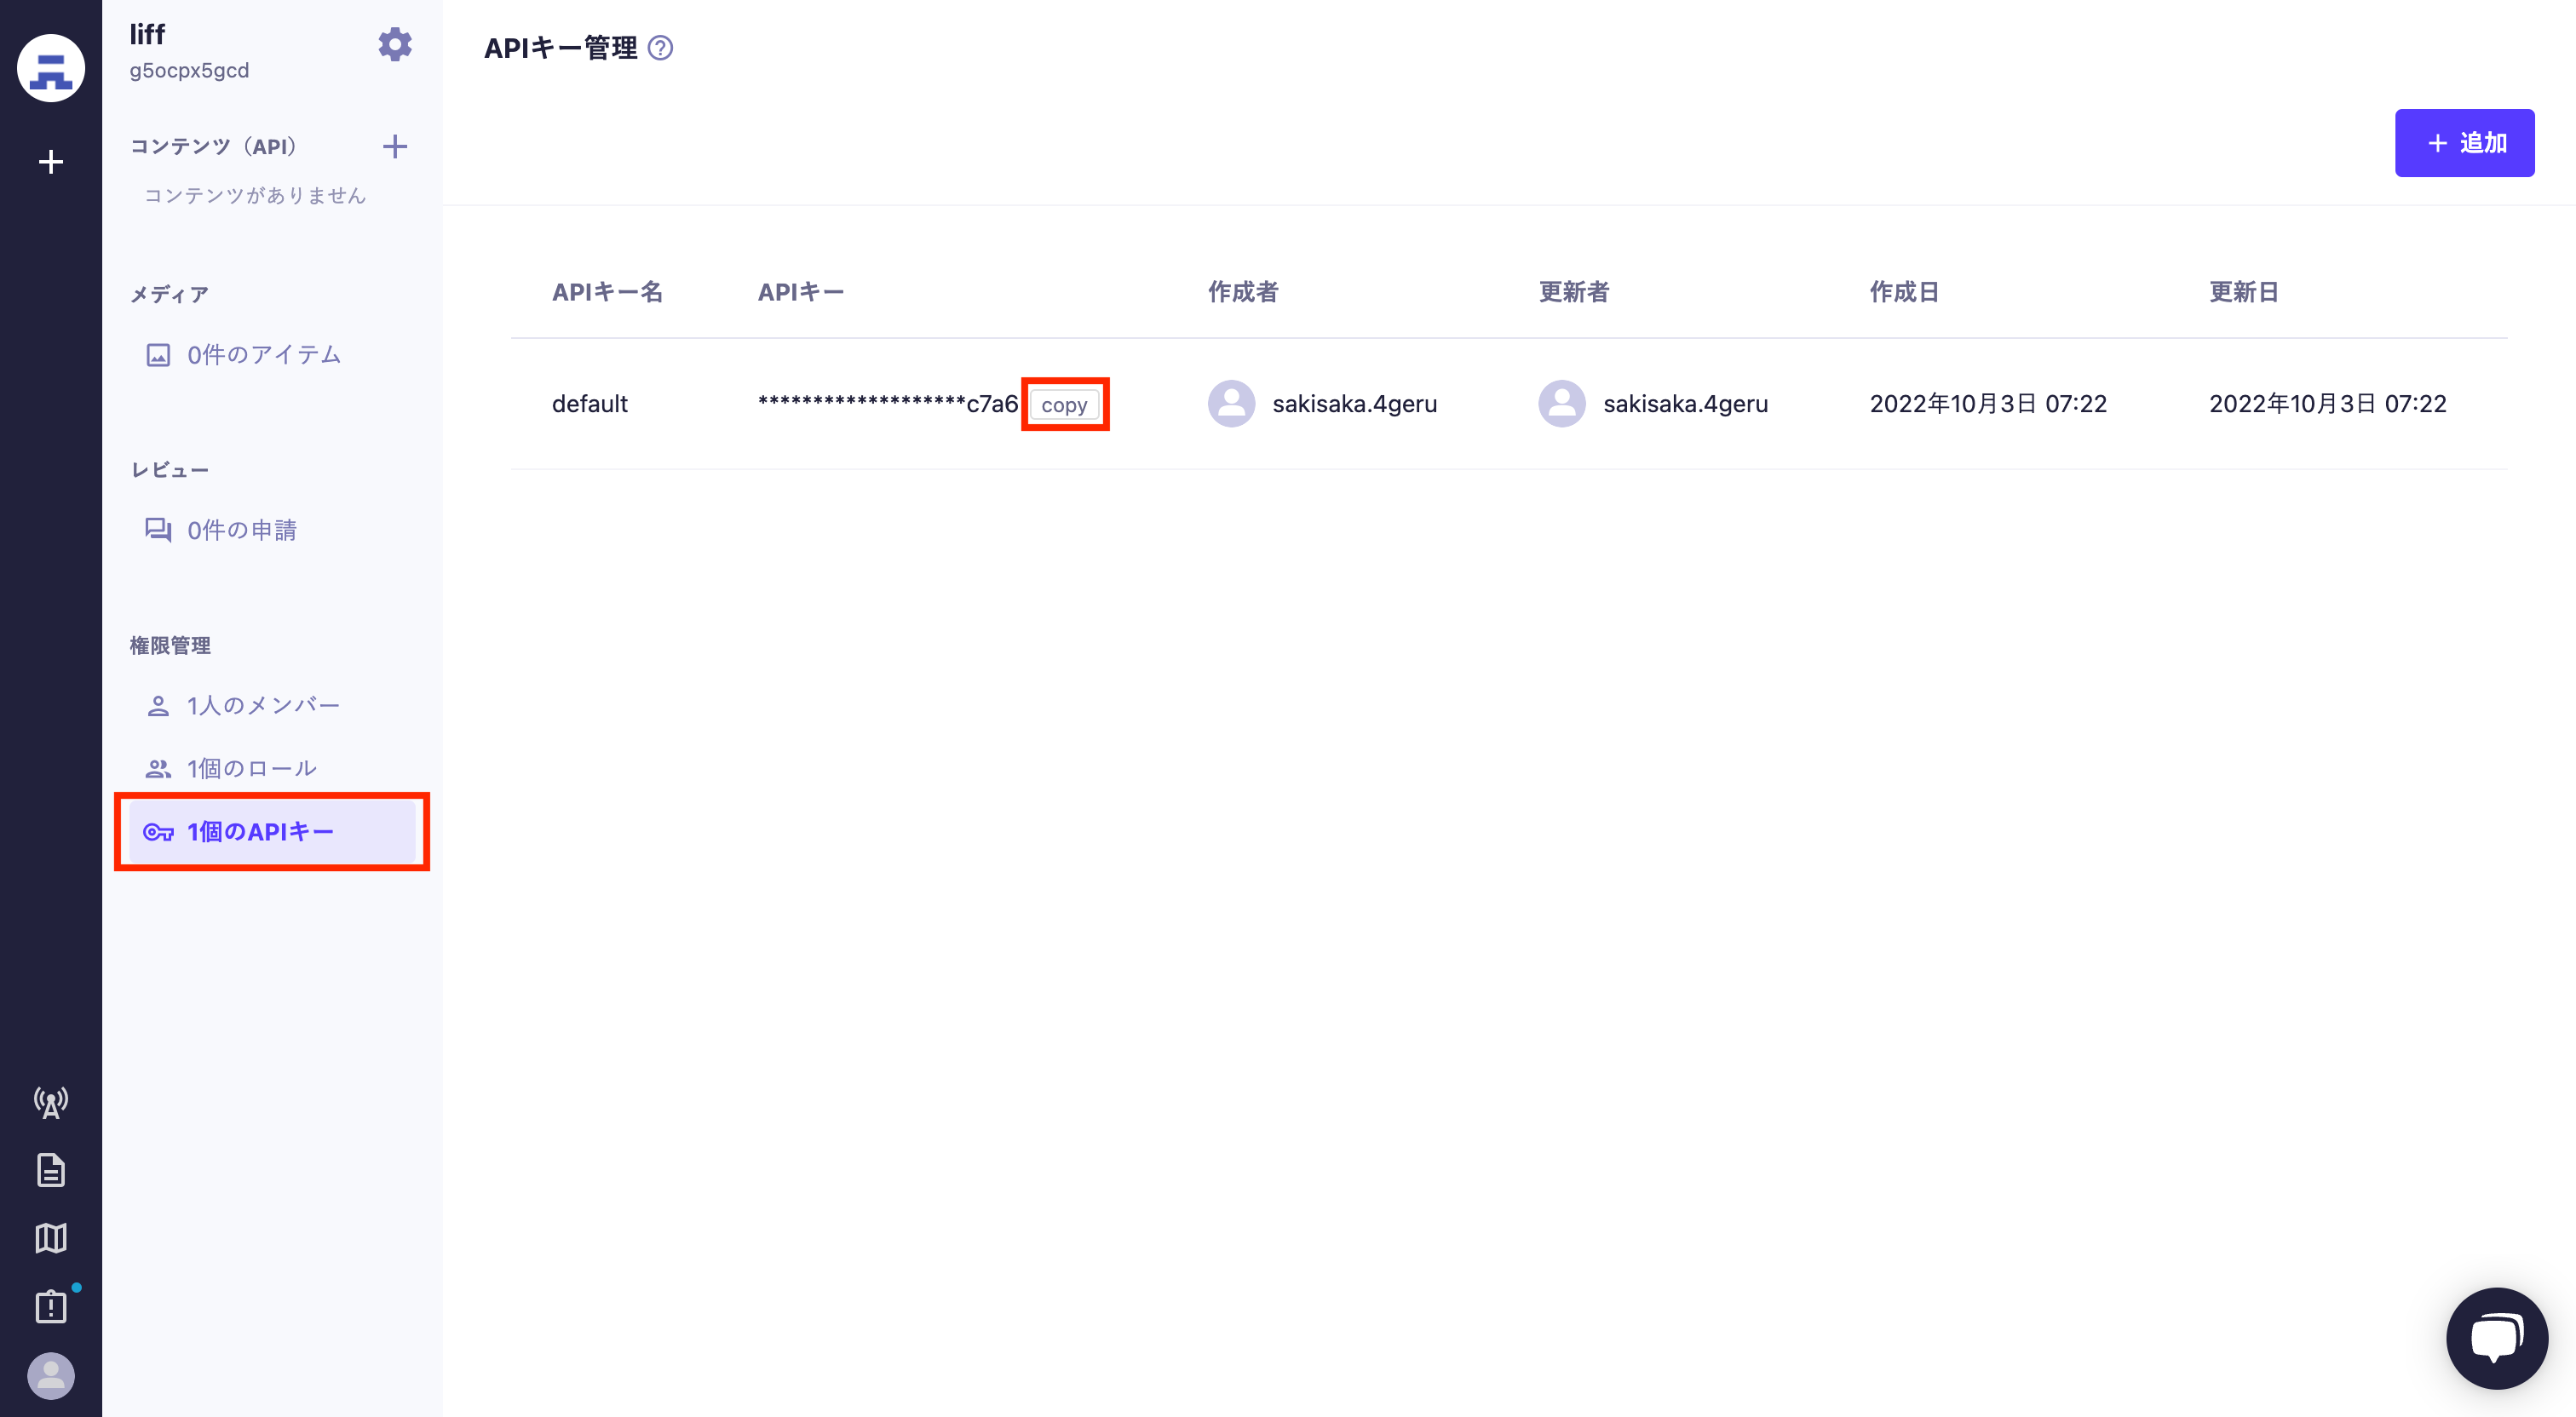 liff
g5ocpx5gcd
コンテンツ（API）
コンテンツがありません
メディア
0件のアイテム
レビュー
0件の申請
権限管理
1人のメンバー
1個のロール
1個のAPIキー
APIキー管理
追加
APIキー名 APIキー 作成者 更新者 作成日 更新日
default *******************c7a6 copy sakisaka.4geru sakisaka.4geru 2022年10月3日 07:22 2022年10月3日 07:22